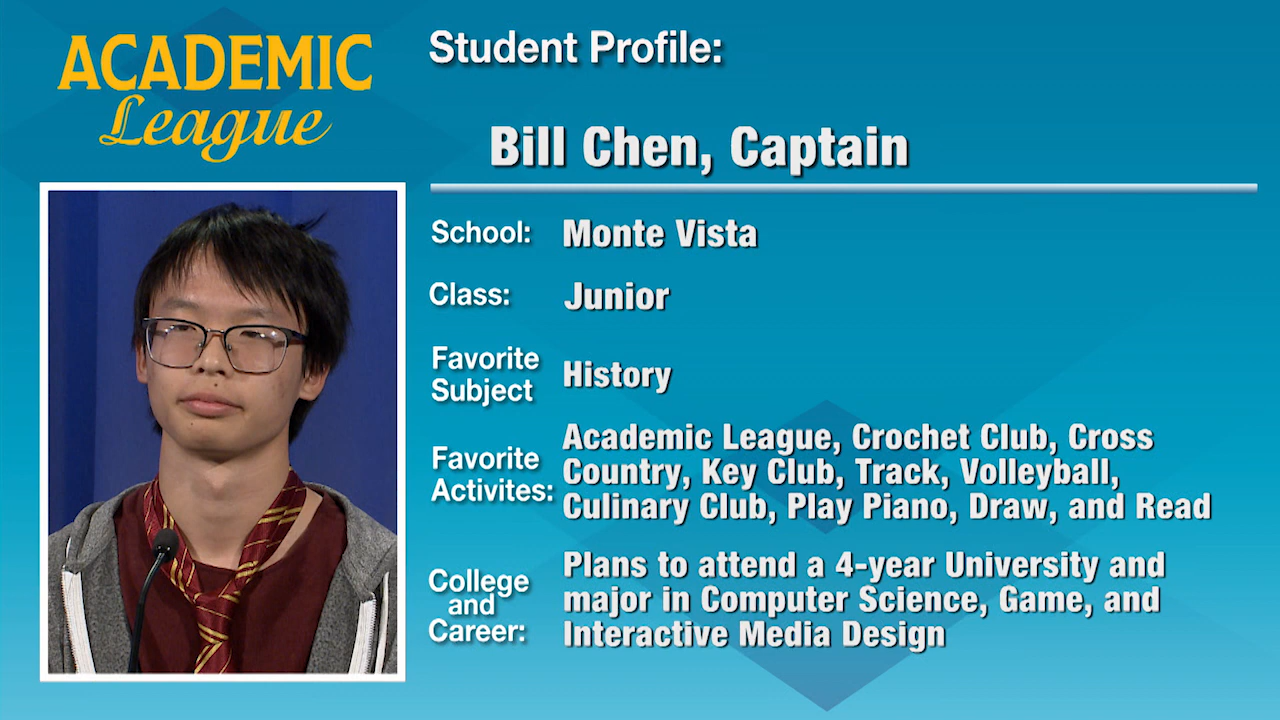 ACADEMIC
League
Student Profile:
Bill Chen, Captain
School: Monte Vista
Class: Junior
Favorite
Subject
History
Favorite
Activites:
Academic League, Crochet Club, Cross
Country, Key Club, Track, Volleyball,
Culinary Club, Play Piano, Draw, and Read
College
and
Career:
Plans to attend a 4-year University and
major in Computer Science, Game, and
Interactive Media Design